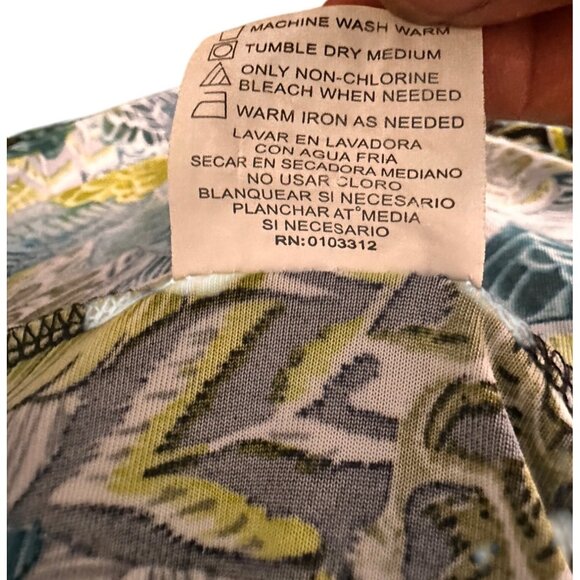 MACHINE WASH WARM
TUMBLE DRY MEDIUM
ONLY NON-CHLORINE
BLEACH WHEN NEEDED
WARM IRON AS NEEDED
LAVAR EN LAVADORA
CON AGUA FRIA
SECAR EN SECADORA MEDIANO
NO USAR CLORO
BLANQUEAR SI NECESARIO
PLANCHAR AT° MEDIA
SI NECESARIO
RN:0103312